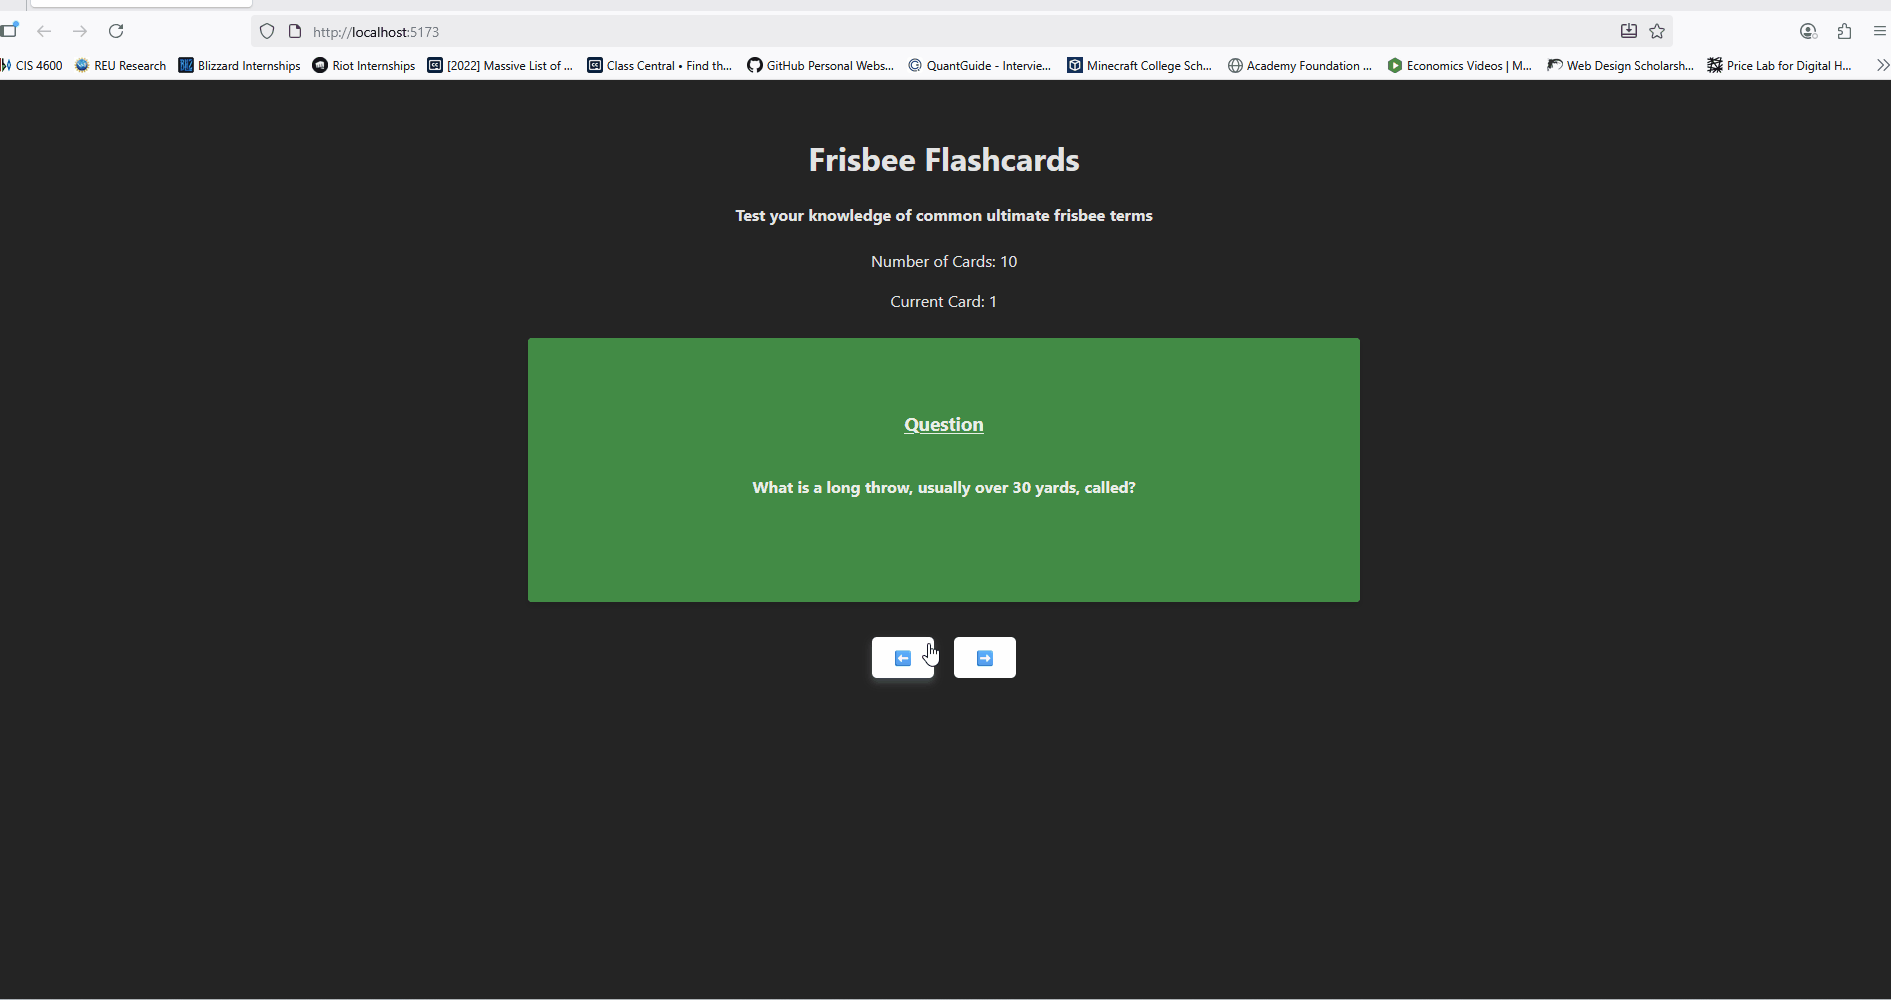 http://localhost:5173
CIS 4600 REU Research Blizzard Internships Riot Internships [2022] Massive List of ... Class Central • Find th... GitHub Personal Webs... QuantGuide - Intervie... Minecraft College Sch... Academy Foundation ... Economics Videos | M... Web Design Scholarsh... Price Lab for Digital H...
Frisbee Flashcards
Test your knowledge of common ultimate frisbee terms
Number of Cards: 10
Current Card: 1
Question
What is a long throw, usually over 30 yards, called?